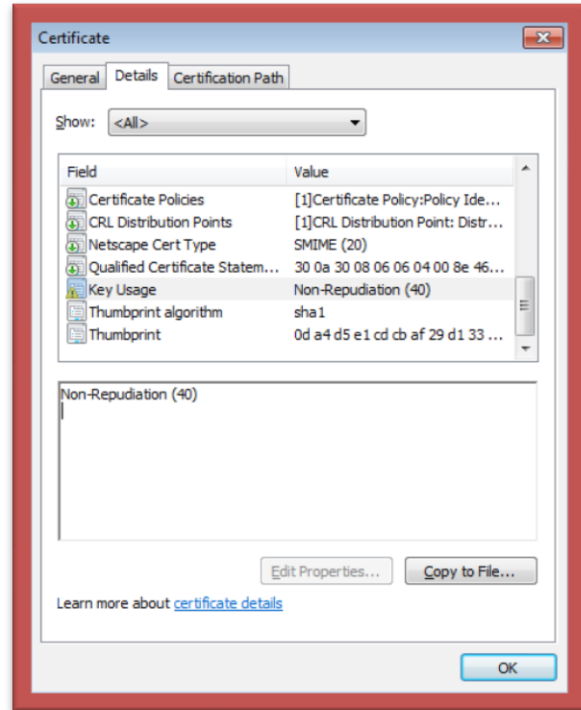 Certificate
General Details Certification Path
Show: <All>
Field Value
Certificate Policies [1]Certificate Policy:Policy Ide...
CRL Distribution Points [1]CRL Distribution Point: Distr...
Netscape Cert Type SMIME (20)
Qualified Certificate Statem... 30 0a 30 08 06 06 04 00 8e 46...
Key Usage Non-Repudiation (40)
Thumbprint algorithm sha1
Thumbprint 0d a4 d5 e1 cd cb af 29 d1 33 ...
Non-Repudiation (40)
Edit Properties... Copy to File...
Learn more about certificate details
OK